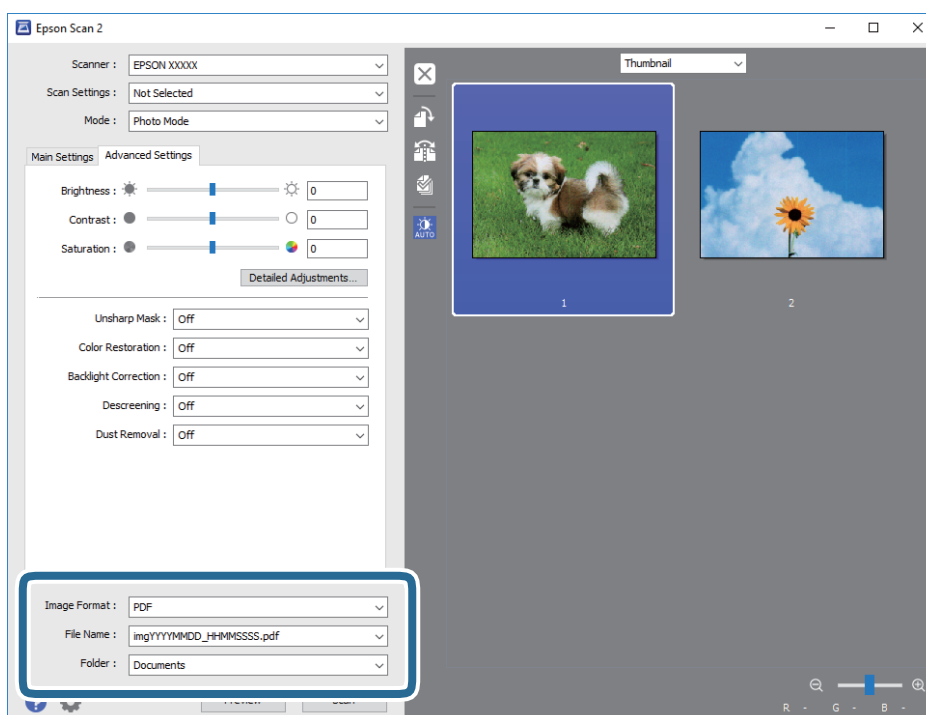 Epson Scan 2
Scanner : EPSON XXXXX
Scan Settings : Not Selected
Mode : Photo Mode
Main Settings Advanced Settings
Brightness : 0
Contrast : 0
Saturation : 0
Detailed Adjustments...
Unsharp Mask : Off
Color Restoration : Off
Backlight Correction : Off
Descreening : Off
Dust Removal : Off
Image Format : PDF
File Name : imgYYYYMMDD_HHMMSSSS.pdf
Folder : Documents
Preview Scan
Thumbnail
AUTO
1 2
R - G - B -